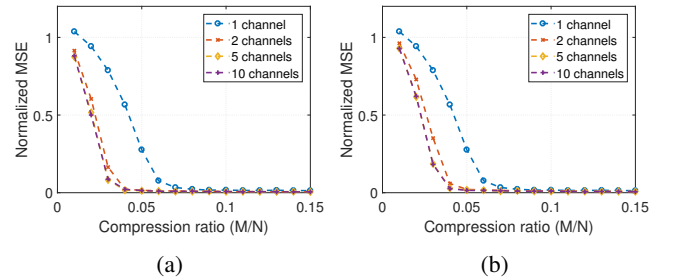 Normalized MSE
1
0.5
0
0
0.05
0.1
0.15
Compression ratio (M/N)
1 channel
2 channels
5 channels
10 channels
(a)
Normalized MSE
1
0.5
0
0
0.05
0.1
0.15
Compression ratio (M/N)
1 channel
2 channels
5 channels
10 channels
(b)